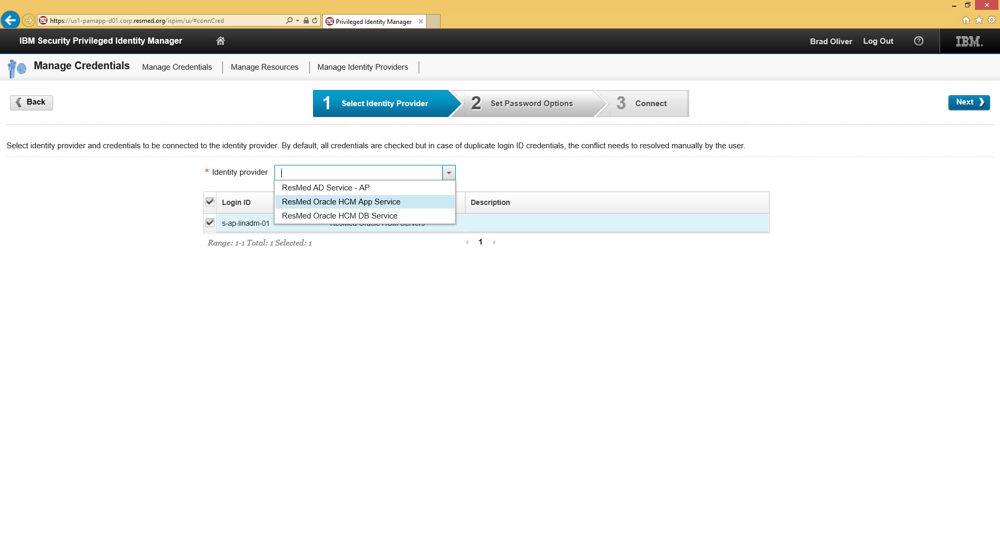 https://us1-pamapp-d01.corp.resmed.org/ispim/ui/#connCred
Privileged Identity Manager
IBM Security Privileged Identity Manager
Brad Oliver
Log Out
IBM.
Manage Credentials
Manage Credentials
Manage Resources
Manage Identity Providers
Back
1 Select Identity Provider
2 Set Password Options
3 Connect
Next
Select identity provider and credentials to be connected to the identity provider. By default, all credentials are checked but in case of duplicate login ID credentials, the conflict needs to resolved manually by the user.
* Identity provider
ResMed AD Service - AP
ResMed Oracle HCM App Service
ResMed Oracle HCM DB Service
Login ID
Description
s-ap-linadm-01
ResMed Oracle HCM Servers
Range: 1-1 Total: 1 Selected: 1
1